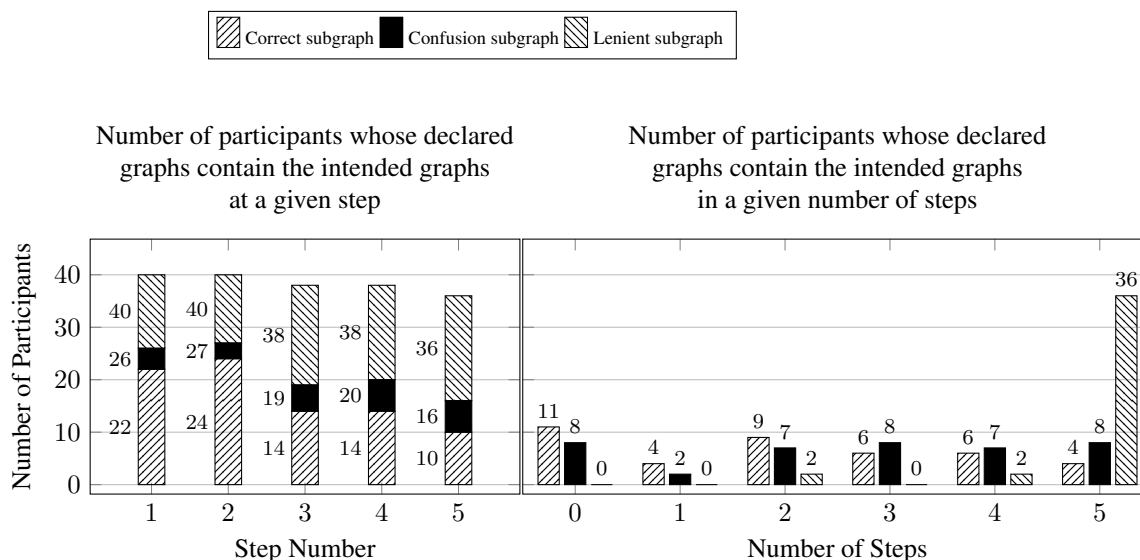 Correct subgraph Confusion subgraph Lenient subgraph
Number of participants whose declared
graphs contain the intended graphs
at a given step
Number of participants whose declared
graphs contain the intended graphs
in a given number of steps
Number of Participants
40
30
20
10
0
40
26
22
40
27
24
38
19
14
38
20
14
36
16
10
1 2 3 4 5
Step Number
11 8 0
4 2 0
9 7 2
6 8 0
6 7 2
4 8 36
0 1 2 3 4 5
Number of Steps